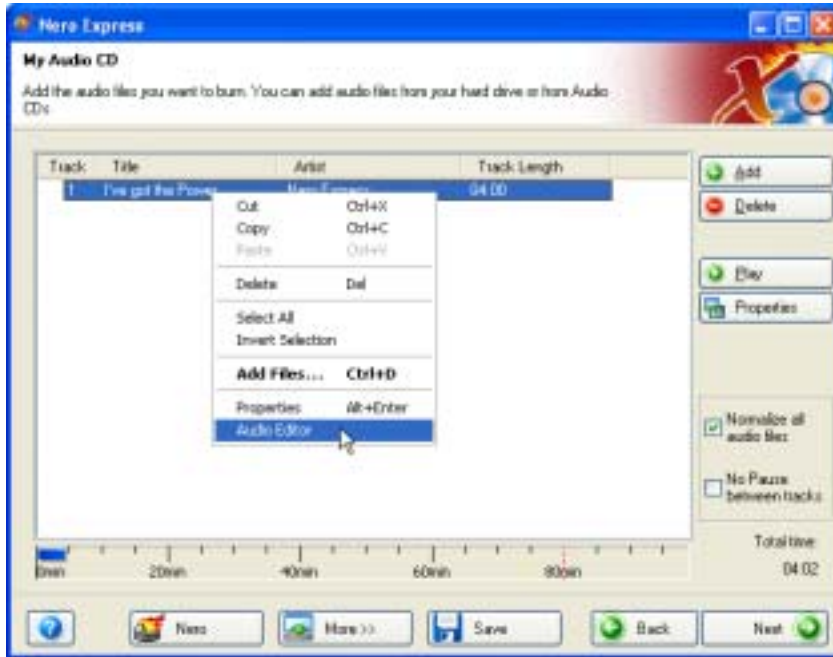 Nero Express
My Audio CD
Add the audio files you want to burn. You can add audio files from your hard drive or from Audio
CDs
Track Title Artist Track Length
1 I've got the Power Nero Express 04:00
Cut Ctrl+X
Copy Ctrl+C
Paste Ctrl+V
Delete Del
Select All
Invert Selection
Add Files... Ctrl+D
Properties Alt+Enter
Audio Editor
Add
Delete
Play
Properties
Normalize all
audio files
No Pause
between tracks
0min 20min 40min 60min 80min
Total time
04:02
? Nero More >> Save Back Next